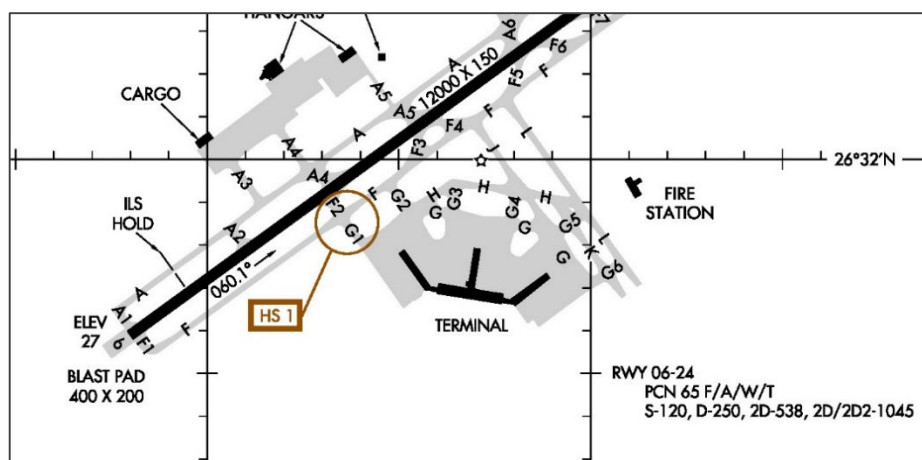 HANGARS
A6
F6
F5
F
A
A5
12000 X 150
CARGO
A5
F4
F
L
A
F3
J
A4
26°32'N
A3
A4
F
G2
H
G3
H
G4
H
FIRE
STATION
ILS
HOLD
F2
G
G
G5
A2
G1
L
K
G
G6
060.1°
A
HS 1
ELEV
27
A1
F
TERMINAL
6
F1
BLAST PAD
400 X 200
RWY 06-24
PCN 65 F/A/W/T
S-120, D-250, 2D-538, 2D/2D2-1045